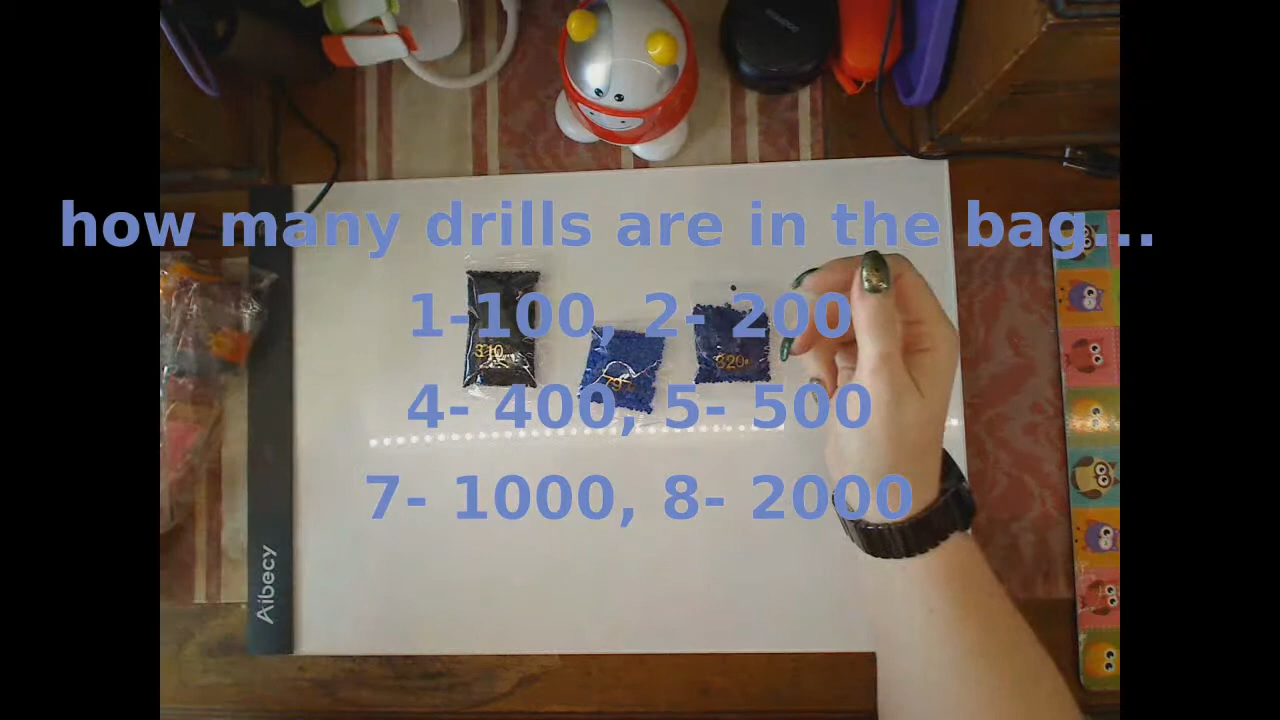 how many drills are in the bag...
1-100, 2- 200
310
820
4- 400, 5- 500
7- 1000, 8- 2000
Aibecy